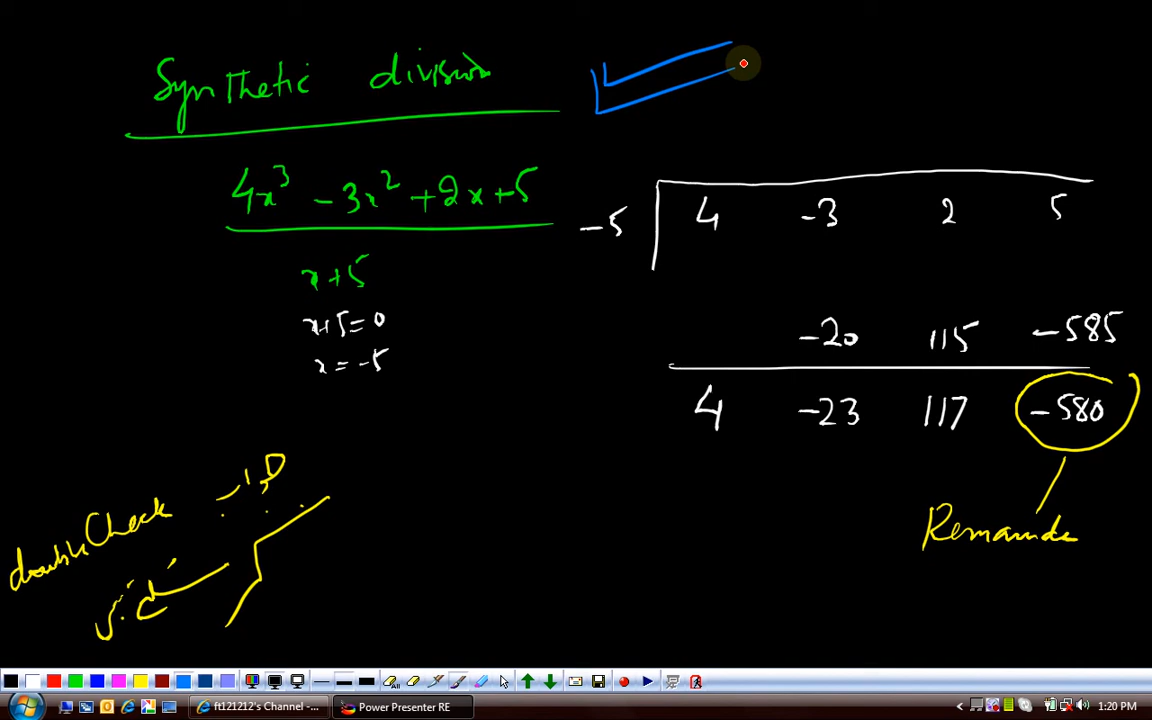 Synthetic division
4x³ - 3x² + 2x + 5
x + 5
x + 5 = 0
x = -5
-5 4 -3 2 5
-20 115 -585
4 -23 117 -580
Remainde
double Check
ft121212's Channel -...
Power Presenter RE
1:20 PM